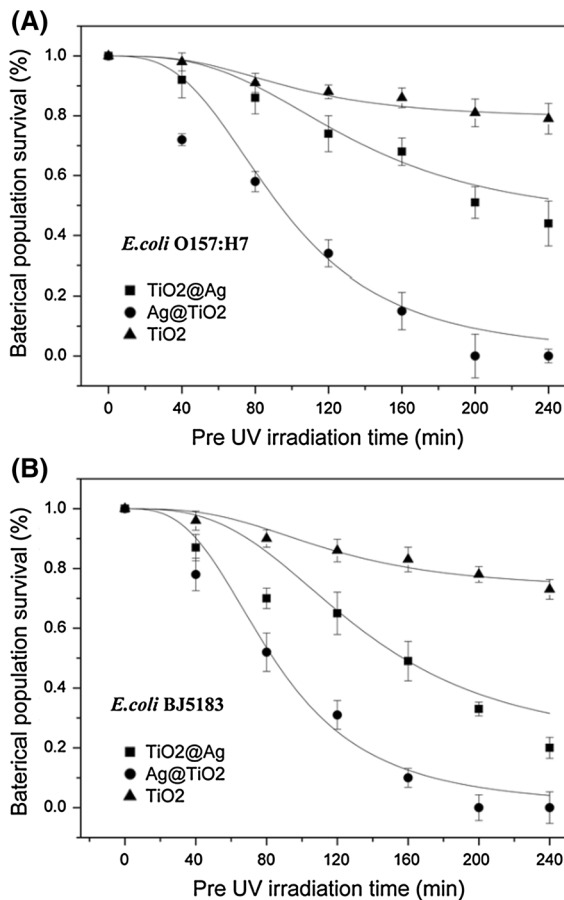 (A)
Baterical population survival (%)
1.0
0.8
0.6
0.4
0.2
0.0
E.coli O157:H7
TiO2@Ag
Ag@TiO2
TiO2
0 40 80 120 160 200 240
Pre UV irradiation time (min)
(B)
Baterical population survival (%)
1.0
0.8
0.6
0.4
0.2
0.0
E.coli BJ5183
TiO2@Ag
Ag@TiO2
TiO2
0 40 80 120 160 200 240
Pre UV irradiation time (min)